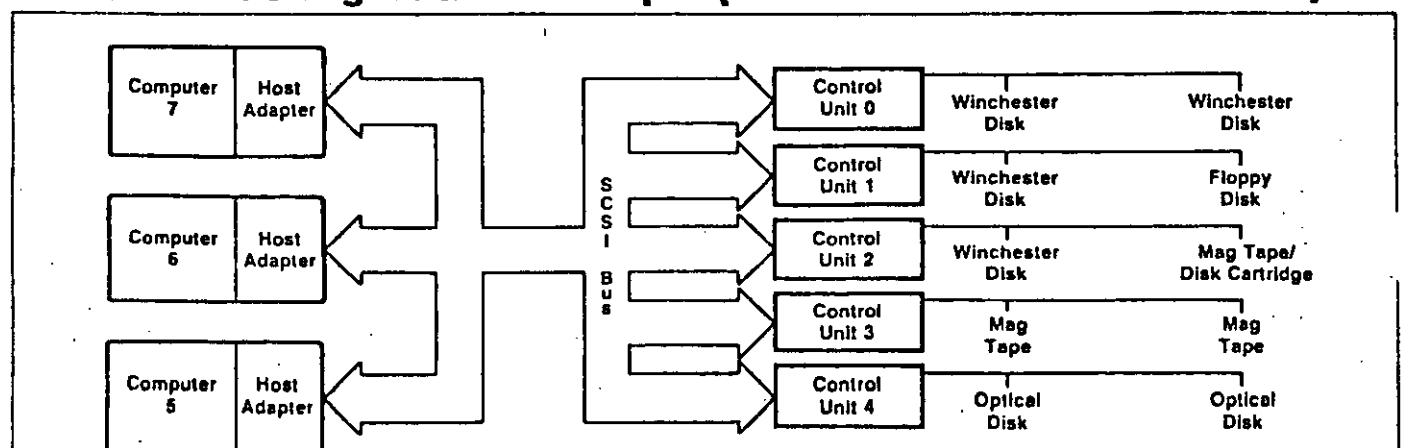 Computer
7
Host
Adapter
Control
Unit 0
Winchester
Disk
Winchester
Disk
Control
Unit 1
Winchester
Disk
Floppy
Disk
SCSI Bus
Computer
6
Host
Adapter
Control
Unit 2
Winchester
Disk
Mag Tape/
Disk Cartridge
Control
Unit 3
Mag
Tape
Mag
Tape
Computer
5
Host
Adapter
Control
Unit 4
Optical
Disk
Optical
Disk